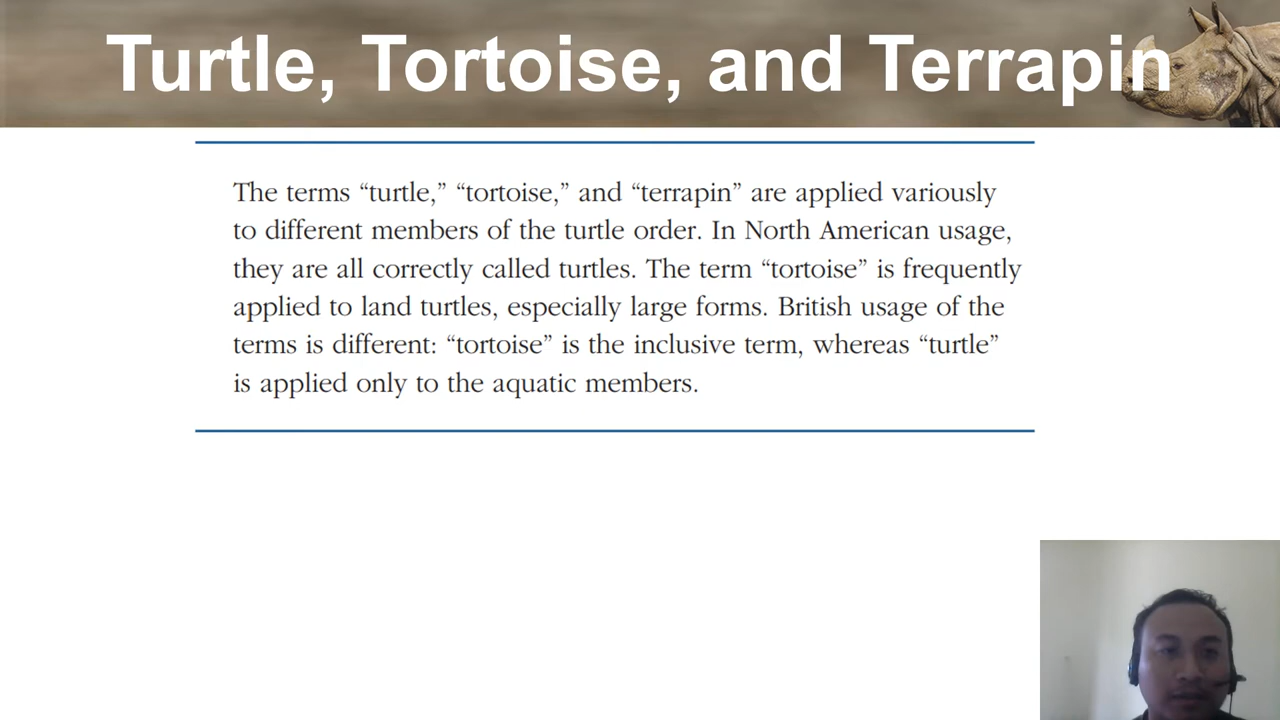 Turtle, Tortoise, and Terrapin
The terms “turtle,” “tortoise,” and “terrapin” are applied variously
to different members of the turtle order. In North American usage,
they are all correctly called turtles. The term “tortoise” is frequently
applied to land turtles, especially large forms. British usage of the
terms is different: “tortoise” is the inclusive term, whereas “turtle”
is applied only to the aquatic members.